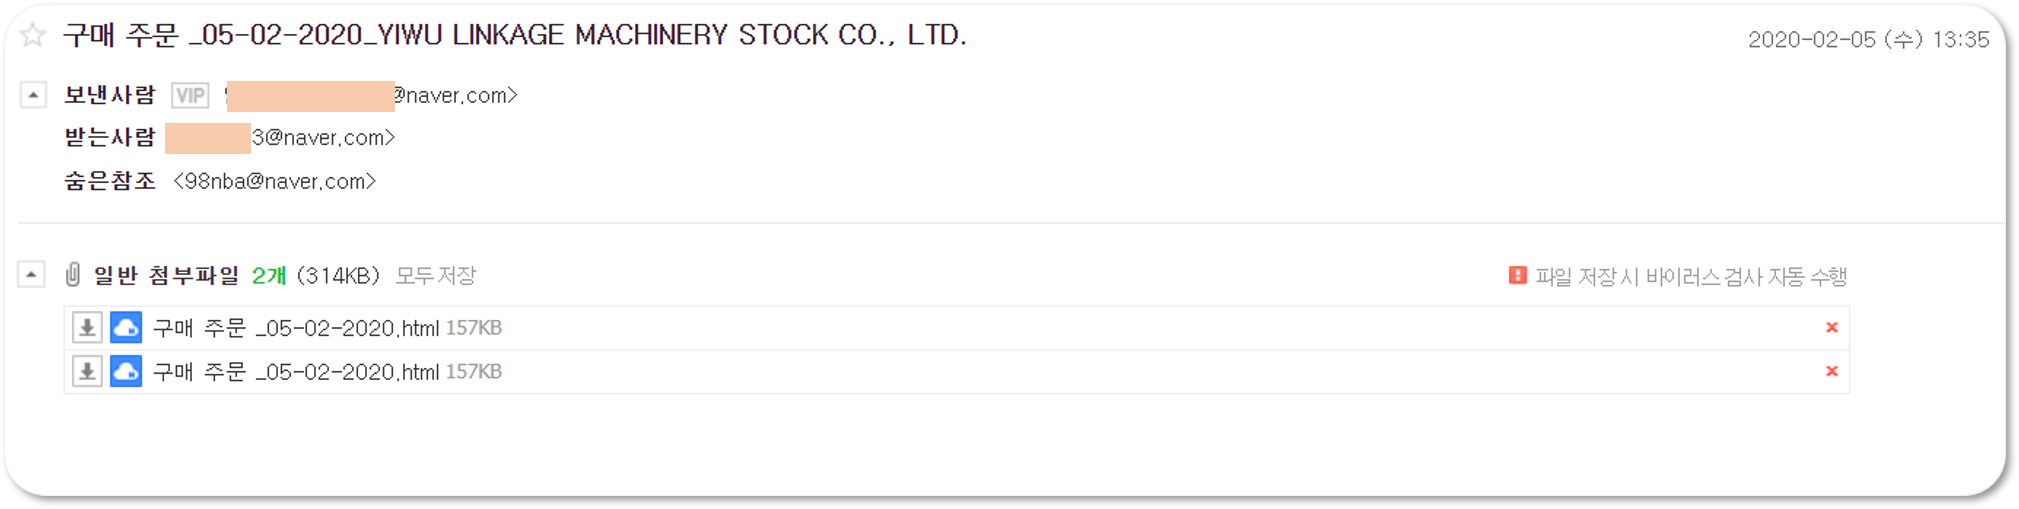 구매 주문 _05-02-2020_YIWU LINKAGE MACHINERY STOCK CO., LTD.
2020-02-05 (수) 13:35
보낸사람 VIP @naver.com>
받는사람 3@naver.com>
숨은참조 <98nba@naver.com>
일반 첨부파일 2개 (314KB) 모두 저장
파일 저장 시 바이러스 검사 자동 수행
구매 주문 _05-02-2020.html 157KB
구매 주문 _05-02-2020.html 157KB